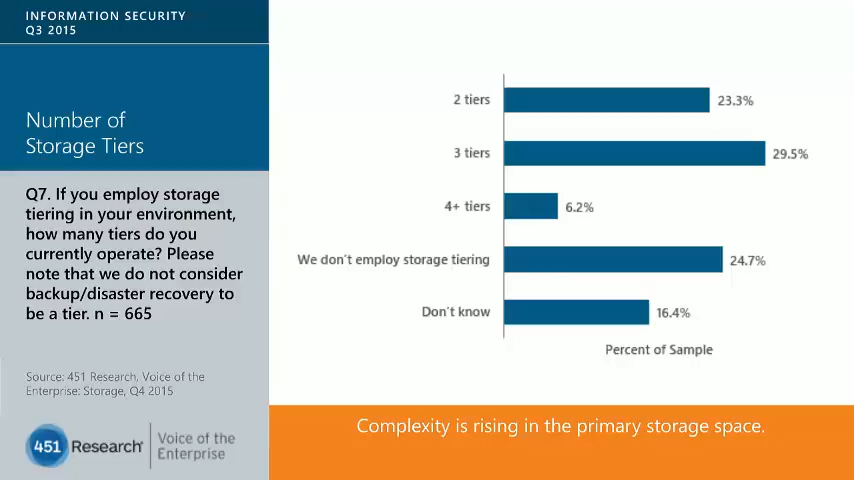 INFORMATION SECURITY
Q3 2015
Number of
Storage Tiers
Q7. If you employ storage
tiering in your environment,
how many tiers do you
currently operate? Please
note that we do not consider
backup/disaster recovery to
be a tier. n = 665
Source: 451 Research, Voice of the
Enterprise: Storage, Q4 2015
451 Research
Voice of the
Enterprise
2 tiers 23.3%
3 tiers 29.5%
4+ tiers 6.2%
We don't employ storage tiering 24.7%
Don't know 16.4%
Percent of Sample
Complexity is rising in the primary storage space.